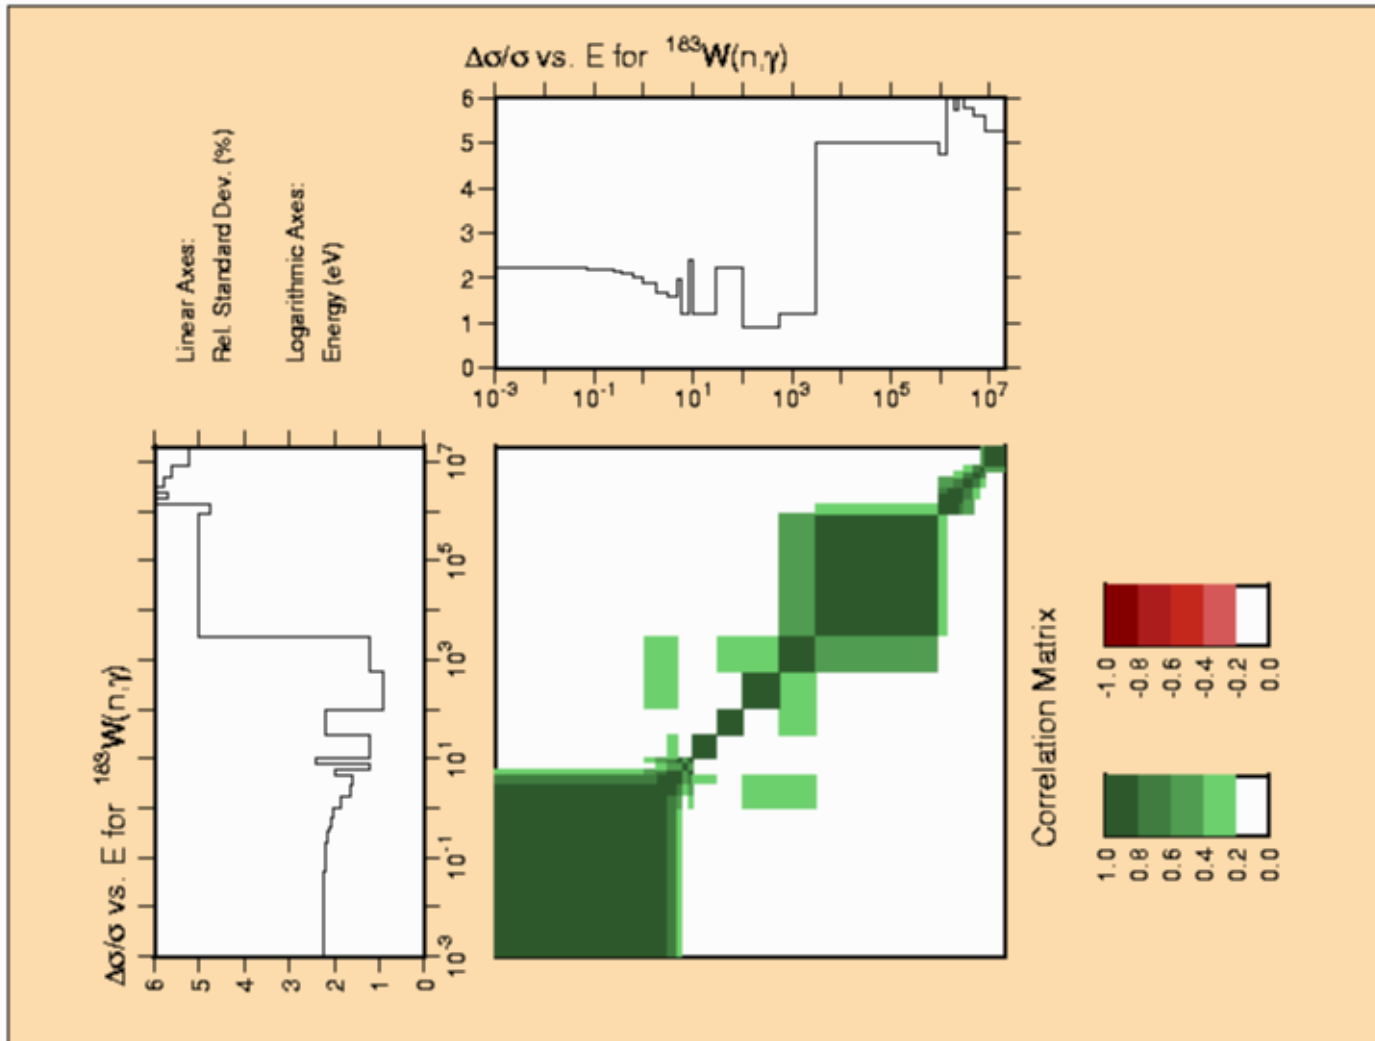 Δσ/σ vs. E for ¹⁸³W(n,γ)
Linear Axes:
Rel. Standard Dev. (%)
Logarithmic Axes:
Energy (eV)
6
5
4
3
2
1
0
10⁻³ 10⁻¹ 10¹ 10³ 10⁵ 10⁷
Δσ/σ vs. E for ¹⁸³W(n,γ)
6 5 4 3 2 1 0
10⁻³ 10⁻¹ 10¹ 10³ 10⁵ 10⁷
Correlation Matrix
-1.0
-0.8
-0.6
-0.4
-0.2
0.0
1.0
0.8
0.6
0.4
0.2
0.0